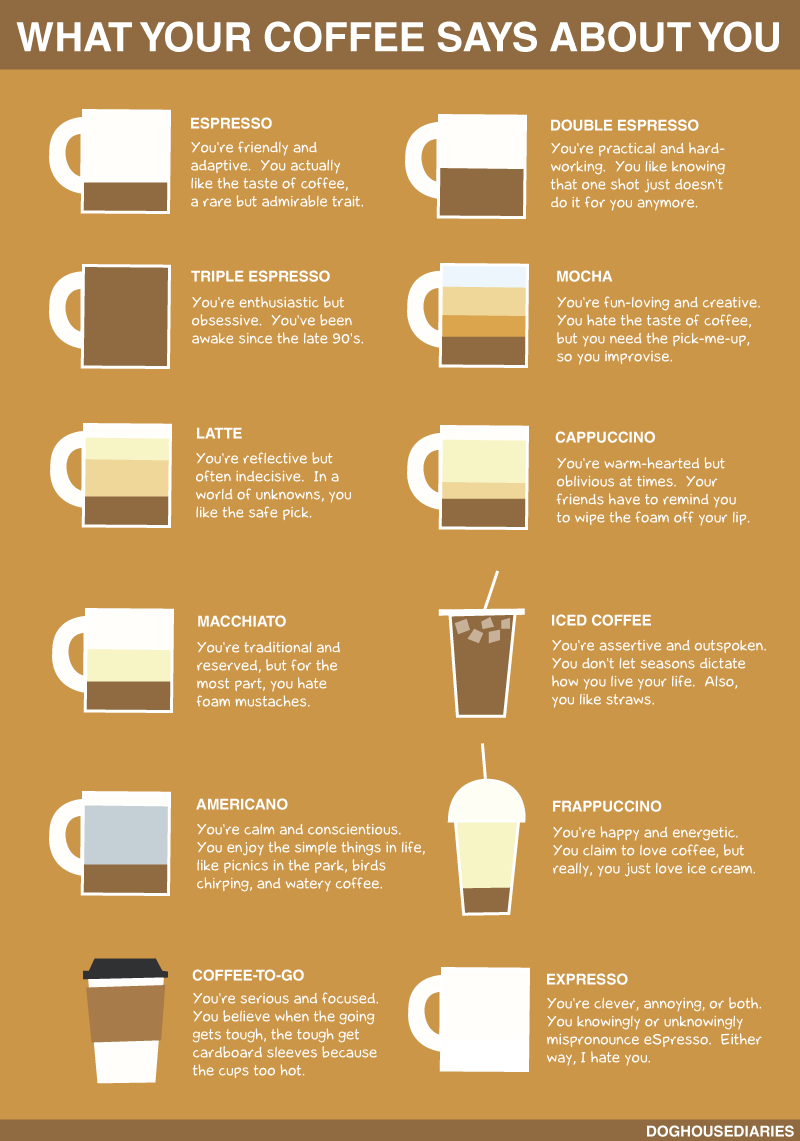 WHAT YOUR COFFEE SAYS ABOUT YOU
ESPRESSO
You're friendly and
adaptive. You actually
like the taste of coffee,
a rare but admirable trait.
DOUBLE ESPRESSO
You're practical and hard-
working. You like knowing
that one shot just doesn't
do it for you anymore.
TRIPLE ESPRESSO
You're enthusiastic but
obsessive. You've been
awake since the late 90's.
MOCHA
You're fun-loving and creative.
You hate the taste of coffee,
but you need the pick-me-up,
so you improvise.
LATTE
You're reflective but
often indecisive. In a
world of unknowns, you
like the safe pick.
CAPPUCCINO
You're warm-hearted but
oblivious at times. Your
friends have to remind you
to wipe the foam off your lip.
MACCHIATO
You're traditional and
reserved, but for the
most part, you hate
foam mustaches.
ICED COFFEE
You're assertive and outspoken.
You don't let seasons dictate
how you live your life. Also,
you like straws.
AMERICANO
You're calm and conscientious.
You enjoy the simple things in life,
like picnics in the park, birds
chirping, and watery coffee.
FRAPPUCCINO
You're happy and energetic.
You claim to love coffee, but
really, you just love ice cream.
COFFEE-TO-GO
You're serious and focused.
You believe when the going
gets tough, the tough get
cardboard sleeves because
the cups too hot.
EXPRESSO
You're clever, annoying, or both.
You knowingly or unknowingly
mispronounce eSpresso. Either
way, I hate you.
DOGHOUSEDIARIES